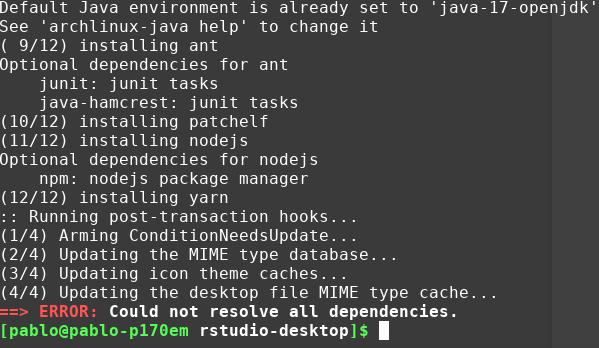 Default Java environment is already set to 'java-17-openjdk'
See 'archlinux-java help' to change it
( 9/12) installing ant
Optional dependencies for ant
    junit: junit tasks
    java-hamcrest: junit tasks
(10/12) installing patchelf
(11/12) installing nodejs
Optional dependencies for nodejs
    npm: nodejs package manager
(12/12) installing yarn
:: Running post-transaction hooks...
(1/4) Arming ConditionNeedsUpdate...
(2/4) Updating the MIME type database...
(3/4) Updating icon theme caches...
(4/4) Updating the desktop file MIME type cache...
==> ERROR: Could not resolve all dependencies.
[pablo@pablo-p170em rstudio-desktop]$